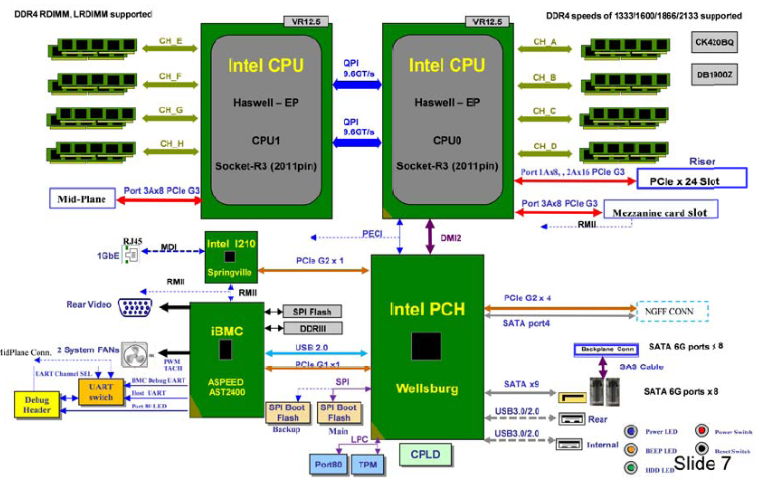 DDR4 RDIMM, LRDIMM supported
VR12.5
VR12.5
DDR4 speeds of 1333/1600/1866/2133 supported
CH_E
CH_F
CH_G
CH_H
Intel CPU
Haswell – EP
CPU1
Socket-R3 (2011pin)
QPI
9.6GT/s
QPI
9.6GT/s
Intel CPU
Haswell – EP
CPU0
Socket-R3 (2011pin)
CH_A
CH_B
CH_C
CH_D
CK420BQ
DB1900Z
Mid-Plane
Port 3Ax8 PCIe G3
Port 1Ax8, , 2Ax16 PCIe G3
Riser
PCIe x 24 Slot
Port 3Ax8 PCIe G3
Mezzanine card slot
RMII
PECI
DMI2
RJ45
1GbE
MDI
Intel I210
Springville
PCIe G2 x 1
RMII
RMII
Rear Video
iBMC
ASPEED
AST2400
SPI Flash
DDRIII
USB 2.0
PCIe G1 x1
Intel PCH
Wellsburg
PCIe G2 x 4
SATA port4
NGFF CONN
Backplane Conn
SATA 6G ports x 8
SAS Cable
SATA x9
SATA 6G ports x 8
USB3.0/2.0
Rear
USB3.0/2.0
Internal
MidPlane Conn.
2 System FANs
PWM
TACH
UART Channel SEL
UART
switch
BMC Debug UART
Host UART
Port 80 LED
Debug
Header
SPI
SPI Boot
Flash
Backup
SPI Boot
Flash
Main
LPC
Port80
TPM
CPLD
Power LED
Power Switch
BEEP LED
Reset Switch
HDD LED
Slide 7